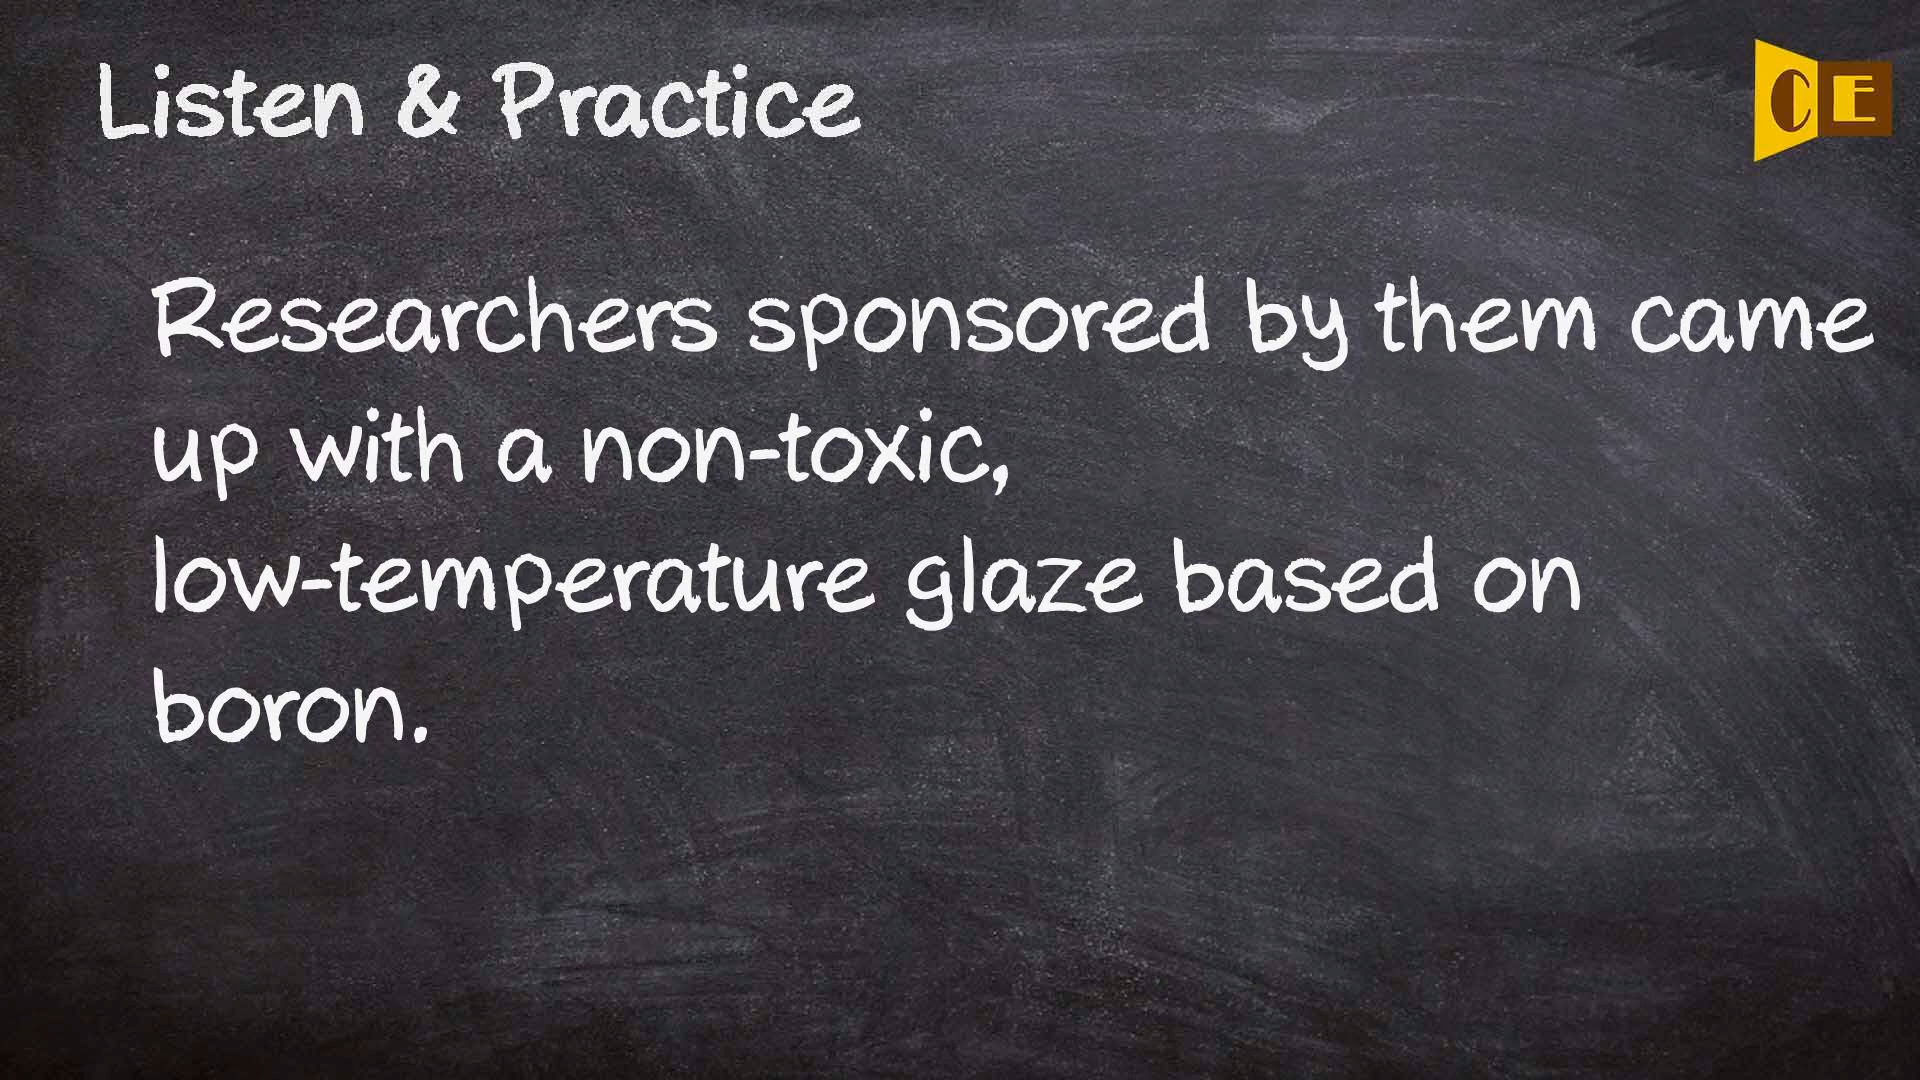 Listen & Practice
CE
Researchers sponsored by them came
up with a non-toxic,
low-temperature glaze based on
boron.